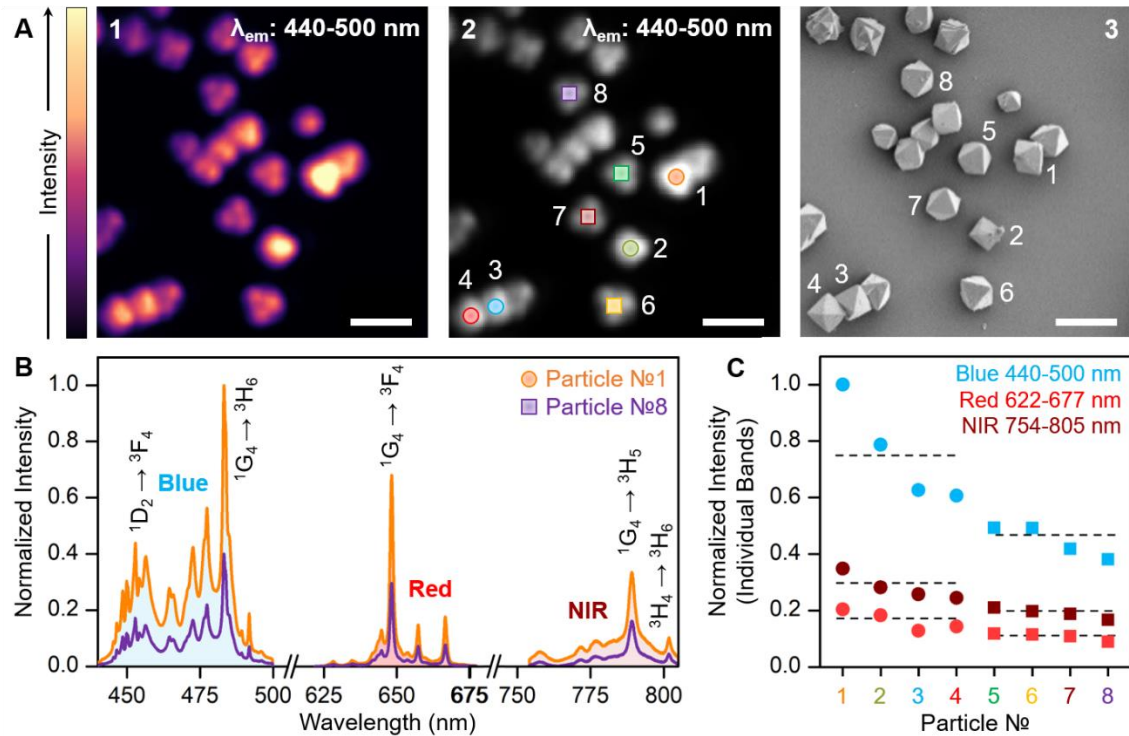 A
Intensity
1
λem: 440-500 nm
2
λem: 440-500 nm
8
5
1
7
2
4
3
6
3
8
5
1
7
2
4
3
6
B
Normalized Intensity
1.0
0.8
0.6
0.4
0.2
0.0
¹D₂ → ³F₄
Blue
¹G₄ → ³H₆
¹G₄ → ³F₄
Red
Particle №1
Particle №8
¹G₄ → ³H₅
³H₄ → ³H₆
NIR
450 475 500 625 650 675 750 775 800
Wavelength (nm)
C
Normalized Intensity
(Individual Bands)
1.0
0.8
0.6
0.4
0.2
0.0
Blue 440-500 nm
Red 622-677 nm
NIR 754-805 nm
1 2 3 4 5 6 7 8
Particle №